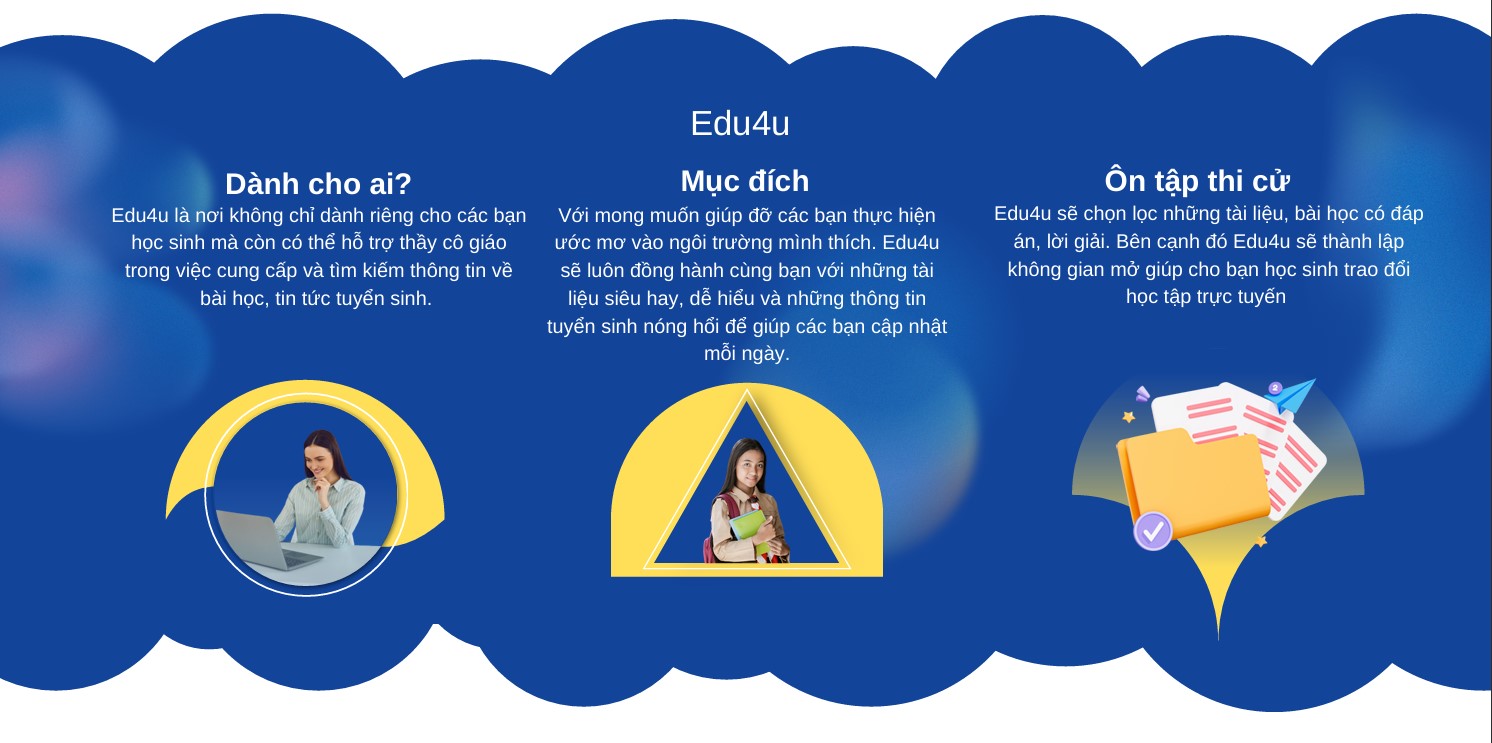 Edu4u
Dành cho ai?
Edu4u là nơi không chỉ dành riêng cho các bạn
học sinh mà còn có thể hỗ trợ thầy cô giáo
trong việc cung cấp và tìm kiếm thông tin về
bài học, tin tức tuyển sinh.
Mục đích
Với mong muốn giúp đỡ các bạn thực hiện
ước mơ vào ngôi trường mình thích. Edu4u
sẽ luôn đồng hành cùng bạn với những tài
liệu siêu hay, dễ hiểu và những thông tin
tuyển sinh nóng hổi để giúp các bạn cập nhật
mỗi ngày.
Ôn tập thi cử
Edu4u sẽ chọn lọc những tài liệu, bài học có đáp
án, lời giải. Bên cạnh đó Edu4u sẽ thành lập
không gian mở giúp cho bạn học sinh trao đổi
học tập trực tuyến
2